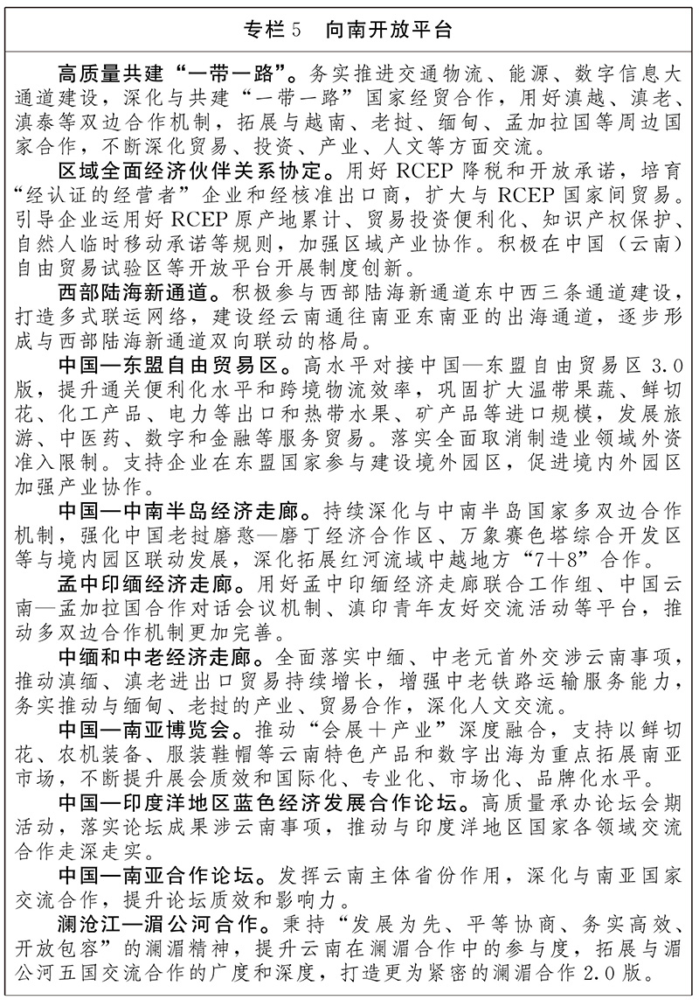 专栏5 向南开放平台
高质量共建“一带一路”。务实推进交通物流、能源、数字信息大
通道建设，深化与共建“一带一路”国家经贸合作，用好滇越、滇老、
滇泰等双边合作机制，拓展与越南、老挝、缅甸、孟加拉国等周边国
家合作，不断深化贸易、投资、产业、人文等方面交流。
区域全面经济伙伴关系协定。用好RCEP降税和开放承诺，培育
“经认证的经营者”企业和经核准出口商，扩大与RCEP国家间贸易。
引导企业运用好RCEP原产地累计、贸易投资便利化、知识产权保护、
自然人临时移动承诺等规则，加强区域产业协作。积极在中国（云南）
自由贸易试验区等开放平台开展制度创新。
西部陆海新通道。积极参与西部陆海新通道东中西三条通道建设，
打造多式联运网络，建设经云南通往南亚东南亚的出海通道，逐步形
成与西部陆海新通道双向联动的格局。
中国—东盟自由贸易区。高水平对接中国—东盟自由贸易区3.0
版，提升通关便利化水平和跨境物流效率，巩固扩大温带果蔬、鲜切
花、化工产品、电力等出口和热带水果、矿产品等进口规模，发展旅
游、中医药、数字和金融等服务贸易。落实全面取消制造业领域外资
准入限制。支持企业在东盟国家参与建设境外园区，促进境内外园区
加强产业协作。
中国—中南半岛经济走廊。持续深化与中南半岛国家多双边合作
机制，强化中国老挝磨憨—磨丁经济合作区、万象赛色塔综合开发区
等与境内园区联动发展，深化拓展红河流域中越地方“7+8”合作。
孟中印缅经济走廊。用好孟中印缅经济走廊联合工作组、中国云
南—孟加拉国合作对话会议机制、滇印青年友好交流活动等平台，推
动多双边合作机制更加完善。
中缅和中老经济走廊。全面落实中缅、中老元首外交涉云南事项，
推动滇缅、滇老进出口贸易持续增长，增强中老铁路运输服务能力，
务实推动与缅甸、老挝的产业、贸易合作，深化人文交流。
中国—南亚博览会。推动“会展＋产业”深度融合，支持以鲜切
花、农机装备、服装鞋帽等云南特色产品和数字出海为重点拓展南亚
市场，不断提升展会质效和国际化、专业化、市场化、品牌化水平。
中国—印度洋地区蓝色经济发展合作论坛。高质量承办论坛会期
活动，落实论坛成果涉云南事项，推动与印度洋地区国家各领域交流
合作走深走实。
中国—南亚合作论坛。发挥云南主体省份作用，深化与南亚国家
交流合作，提升论坛质效和影响力。
澜沧江—湄公河合作。秉持“发展为先、平等协商、务实高效、
开放包容”的澜湄精神，提升云南在澜湄合作中的参与度，拓展与湄
公河五国交流合作的广度和深度，打造更为紧密的澜湄合作2.0版。